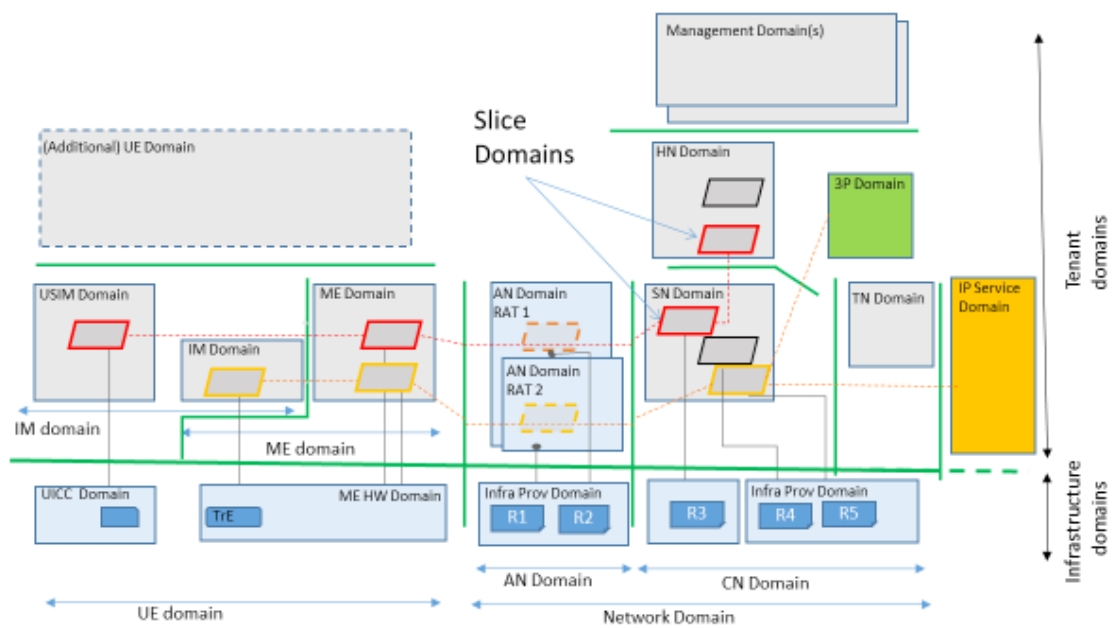 Management Domain(s)
Slice
Domains
(Additional) UE Domain
HN Domain
3P Domain
Tenant
domains
USIM Domain
ME Domain
AN Domain
RAT 1
SN Domain
TN Domain
IP Service
Domain
IM Domain
AN Domain
RAT 2
IM domain
ME domain
UICC Domain
ME HW Domain
TrE
Infra Prov Domain
R1
R2
R3
Infra Prov Domain
R4
R5
Infrastructure
domains
AN Domain
CN Domain
UE domain
Network Domain